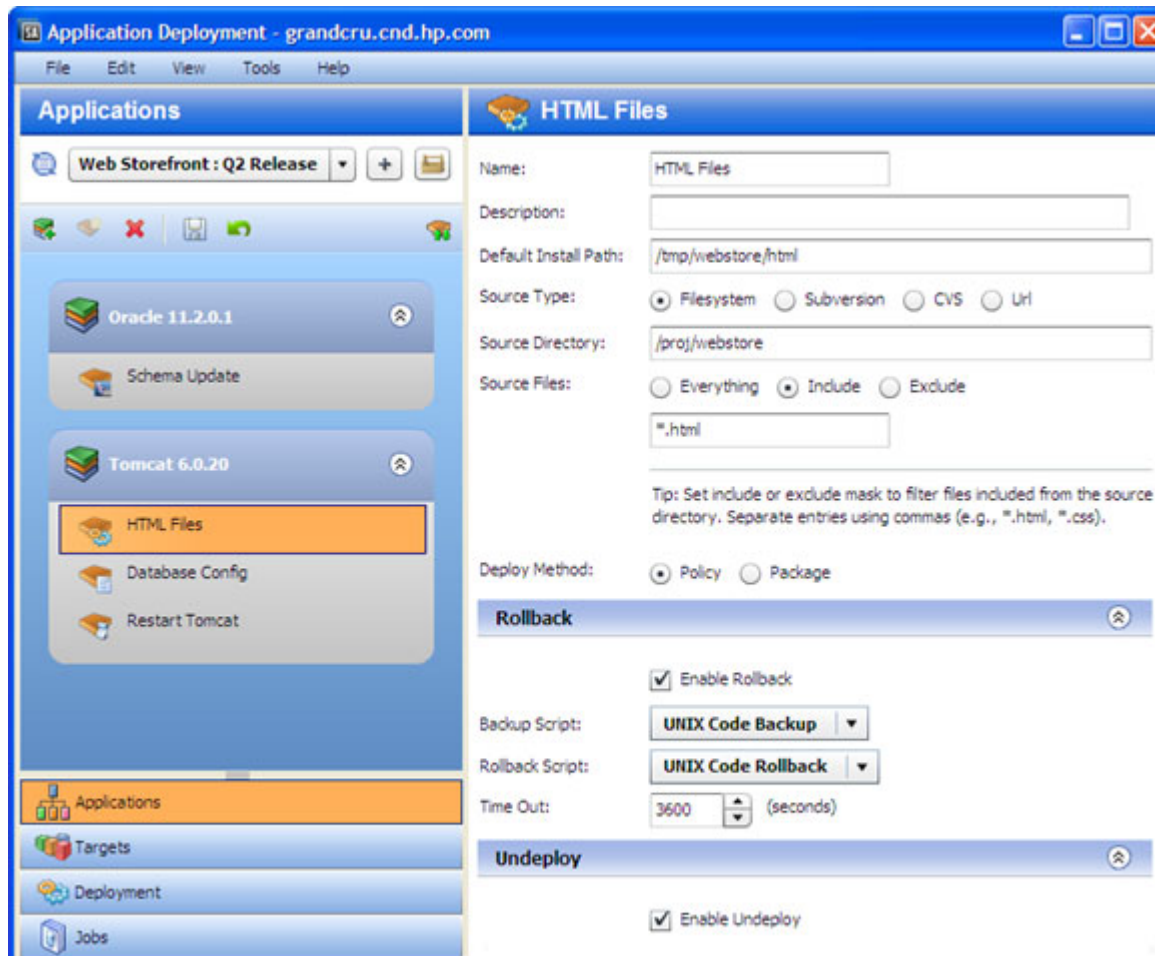 SA Application Deployment - grandcru.cnd.hp.com
File Edit View Tools Help
Applications
Web Storefront : Q2 Release
+
Oracle 11.2.0.1
Schema Update
Tomcat 6.0.20
HTML Files
Database Config
Restart Tomcat
Applications
Targets
Deployment
Jobs
HTML Files
Name: HTML Files
Description:
Default Install Path: /tmp/webstore/html
Source Type: Filesystem Subversion CVS Url
Source Directory: /proj/webstore
Source Files: Everything Include Exclude
*.html
Tip: Set include or exclude mask to filter files included from the source
directory. Separate entries using commas (e.g., *.html, *.css).
Deploy Method: Policy Package
Rollback
Enable Rollback
Backup Script: UNIX Code Backup
Rollback Script: UNIX Code Rollback
Time Out: 3600 (seconds)
Undeploy
Enable Undeploy